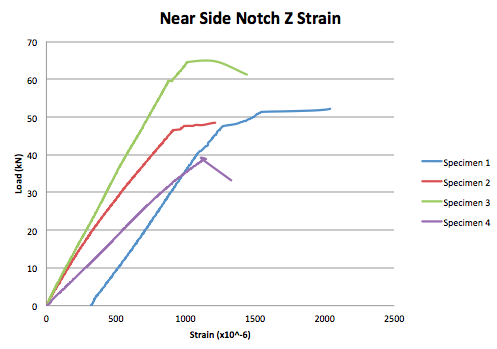 Near Side Notch Z Strain
70
60
50
40
30
20
10
0
Load (kN)
0 500 1000 1500 2000 2500
Strain (x10^-6)
Specimen 1
Specimen 2
Specimen 3
Specimen 4